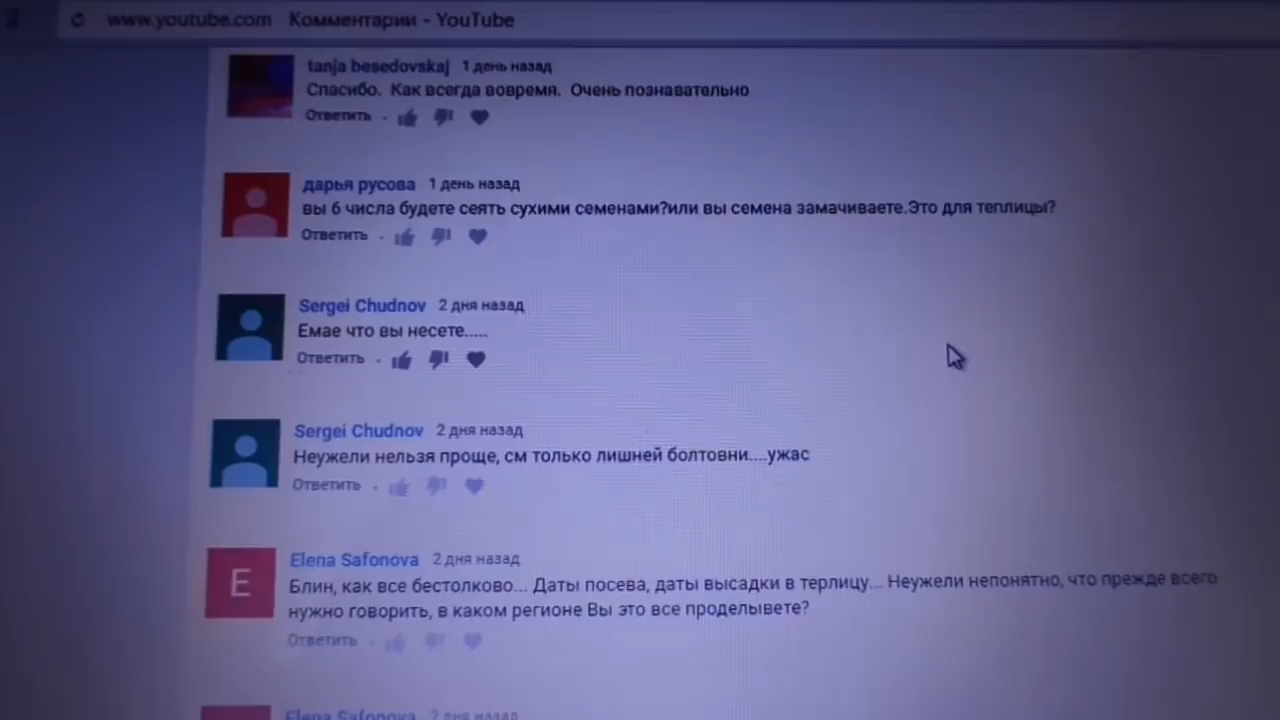 www.youtube.com Комментарии - YouTube
tanja besedovskaj 1 день назад
Спасибо. Как всегда вовремя. Очень познавательно
Ответить
дарья русова 1 день назад
вы 6 числа будете сеять сухими семенами?или вы семена замачиваете.Это для теплицы?
Ответить
Sergei Chudnov 2 дня назад
Емае что вы несете.....
Ответить
Sergei Chudnov 2 дня назад
Неужели нельзя проще, см только лишней болтовни....ужас
Ответить
E
Elena Safonova 2 дня назад
Блин, как все бестолково... Даты посева, даты высадки в терлицу... Неужели непонятно, что прежде всего
нужно говорить, в каком регионе Вы это все проделывете?
Ответить
Elena Safonova 2 дня назад